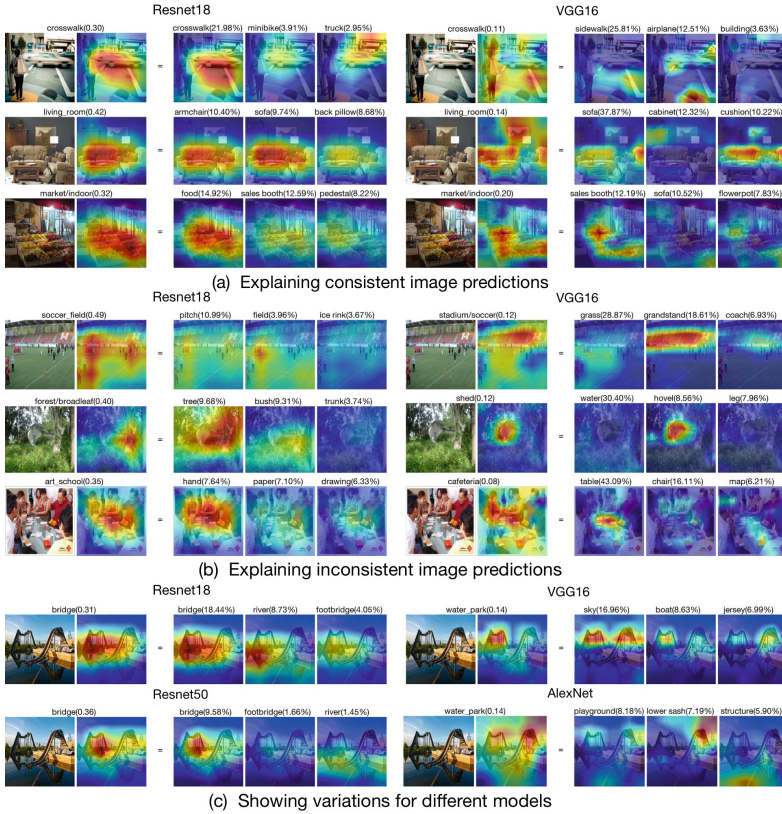 Resnet18 VGG16
crosswalk(0.30) crosswalk(21.98%) minibike(3.91%) truck(2.95%) crosswalk(0.11) sidewalk(25.81%) airplane(12.51%) building(3.63%)
= =
living_room(0.42) armchair(10.40%) sofa(9.74%) back pillow(8.68%) living_room(0.14) sofa(37.87%) cabinet(12.32%) cushion(10.22%)
= =
market/indoor(0.32) food(14.92%) sales booth(12.59%) pedestal(8.22%) market/indoor(0.20) sales booth(12.19%) sofa(10.52%) flowerpot(7.83%)
= =
(a) Explaining consistent image predictions
Resnet18 VGG16
soccer_field(0.49) pitch(10.99%) field(3.96%) ice rink(3.67%) stadium/soccer(0.12) grass(28.87%) grandstand(18.61%) coach(6.93%)
= =
forest/broadleaf(0.40) tree(9.68%) bush(9.31%) trunk(3.74%) shed(0.12) water(30.40%) hovel(8.56%) leg(7.96%)
= =
art_school(0.35) hand(7.64%) paper(7.10%) drawing(6.33%) cafeteria(0.08) table(43.09%) chair(16.11%) map(6.21%)
= =
(b) Explaining inconsistent image predictions
Resnet18 VGG16
bridge(0.31) bridge(18.44%) river(8.73%) footbridge(4.05%) water_park(0.14) sky(16.96%) boat(8.63%) jersey(6.99%)
= =
Resnet50 AlexNet
bridge(0.36) bridge(9.58%) footbridge(1.66%) river(1.45%) water_park(0.14) playground(8.18%) lower sash(7.19%) structure(5.90%)
= =
(c) Showing variations for different models